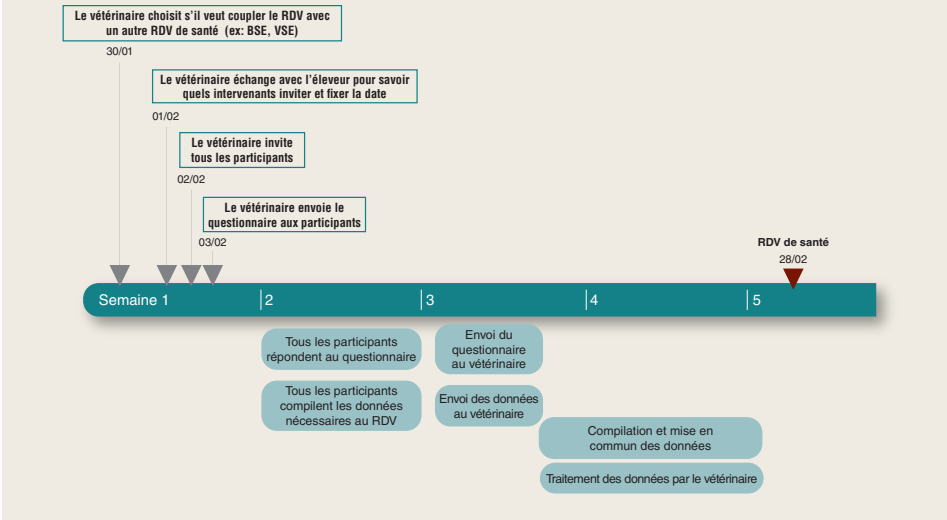 Le vétérinaire choisit s'il veut coupler le RDV avec
un autre RDV de santé (ex: BSE, VSE)
30/01
Le vétérinaire échange avec l'éleveur pour savoir
quels intervenants inviter et fixer la date
01/02
Le vétérinaire invite
tous les participants
02/02
Le vétérinaire envoie le
questionnaire aux participants
03/02
RDV de santé
28/02
Semaine 1
2
3
4
5
Tous les participants
répondent au questionnaire
Envoi du
questionnaire
au vétérinaire
Tous les participants
compilent les données
nécessaires au RDV
Envoi des données
au vétérinaire
Compilation et mise en
commun des données
Traitement des données par le vétérinaire